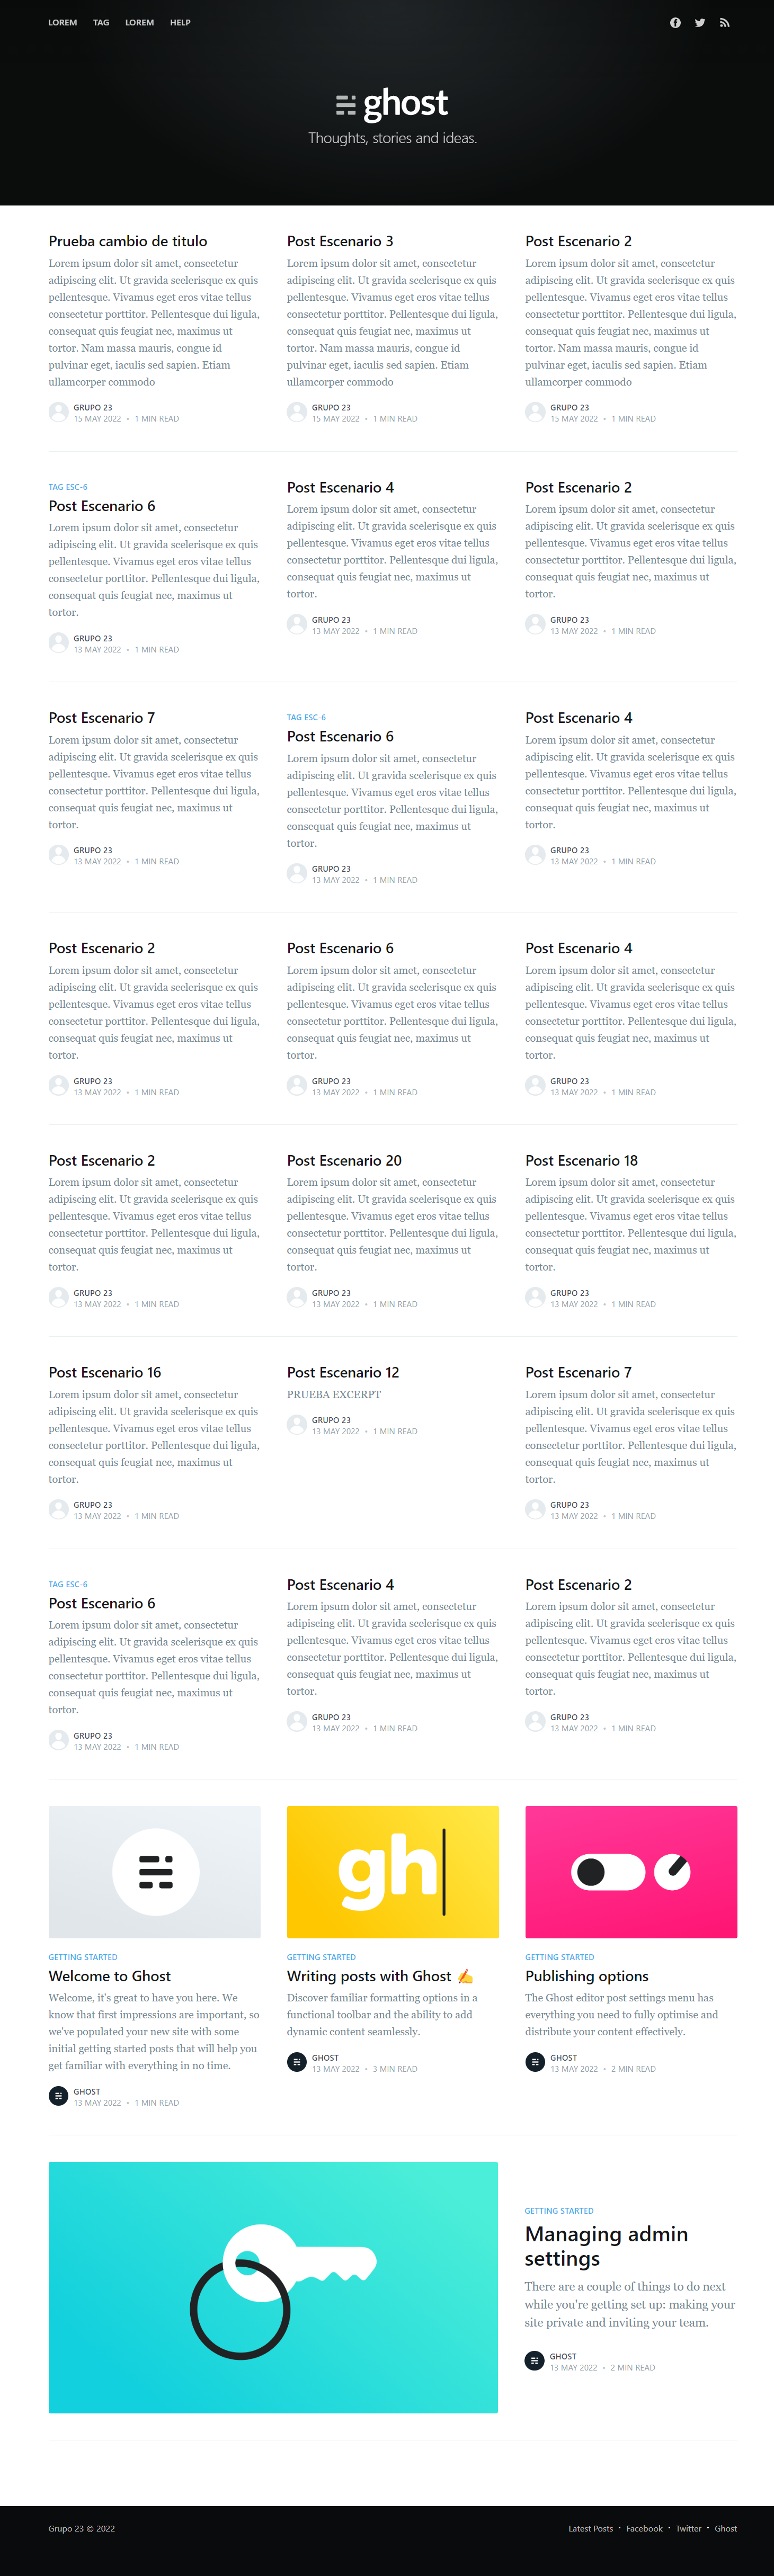 LOREM TAG LOREM HELP
ghost
Thoughts, stories and ideas.
Prueba cambio de titulo
Lorem ipsum dolor sit amet, consectetur
adipiscing elit. Ut gravida scelerisque ex quis
pellentesque. Vivamus eget eros vitae tellus
consectetur porttitor. Pellentesque dui ligula,
consequat quis feugiat nec, maximus ut
tortor. Nam massa mauris, congue id
pulvinar eget, iaculis sed sapien. Etiam
ullamcorper commodo
GRUPO 23
15 MAY 2022 • 1 MIN READ
Post Escenario 3
Lorem ipsum dolor sit amet, consectetur
adipiscing elit. Ut gravida scelerisque ex quis
pellentesque. Vivamus eget eros vitae tellus
consectetur porttitor. Pellentesque dui ligula,
consequat quis feugiat nec, maximus ut
tortor. Nam massa mauris, congue id
pulvinar eget, iaculis sed sapien. Etiam
ullamcorper commodo
GRUPO 23
15 MAY 2022 • 1 MIN READ
Post Escenario 2
Lorem ipsum dolor sit amet, consectetur
adipiscing elit. Ut gravida scelerisque ex quis
pellentesque. Vivamus eget eros vitae tellus
consectetur porttitor. Pellentesque dui ligula,
consequat quis feugiat nec, maximus ut
tortor. Nam massa mauris, congue id
pulvinar eget, iaculis sed sapien. Etiam
ullamcorper commodo
GRUPO 23
15 MAY 2022 • 1 MIN READ
TAG ESC-6
Post Escenario 6
Lorem ipsum dolor sit amet, consectetur
adipiscing elit. Ut gravida scelerisque ex quis
pellentesque. Vivamus eget eros vitae tellus
consectetur porttitor. Pellentesque dui ligula,
consequat quis feugiat nec, maximus ut
tortor.
GRUPO 23
13 MAY 2022 • 1 MIN READ
Post Escenario 4
Lorem ipsum dolor sit amet, consectetur
adipiscing elit. Ut gravida scelerisque ex quis
pellentesque. Vivamus eget eros vitae tellus
consectetur porttitor. Pellentesque dui ligula,
consequat quis feugiat nec, maximus ut
tortor.
GRUPO 23
13 MAY 2022 • 1 MIN READ
Post Escenario 2
Lorem ipsum dolor sit amet, consectetur
adipiscing elit. Ut gravida scelerisque ex quis
pellentesque. Vivamus eget eros vitae tellus
consectetur porttitor. Pellentesque dui ligula,
consequat quis feugiat nec, maximus ut
tortor.
GRUPO 23
13 MAY 2022 • 1 MIN READ
Post Escenario 7
Lorem ipsum dolor sit amet, consectetur
adipiscing elit. Ut gravida scelerisque ex quis
pellentesque. Vivamus eget eros vitae tellus
consectetur porttitor. Pellentesque dui ligula,
consequat quis feugiat nec, maximus ut
tortor.
GRUPO 23
13 MAY 2022 • 1 MIN READ
TAG ESC-6
Post Escenario 6
Lorem ipsum dolor sit amet, consectetur
adipiscing elit. Ut gravida scelerisque ex quis
pellentesque. Vivamus eget eros vitae tellus
consectetur porttitor. Pellentesque dui ligula,
consequat quis feugiat nec, maximus ut
tortor.
GRUPO 23
13 MAY 2022 • 1 MIN READ
Post Escenario 4
Lorem ipsum dolor sit amet, consectetur
adipiscing elit. Ut gravida scelerisque ex quis
pellentesque. Vivamus eget eros vitae tellus
consectetur porttitor. Pellentesque dui ligula,
consequat quis feugiat nec, maximus ut
tortor.
GRUPO 23
13 MAY 2022 • 1 MIN READ
Post Escenario 2
Lorem ipsum dolor sit amet, consectetur
adipiscing elit. Ut gravida scelerisque ex quis
pellentesque. Vivamus eget eros vitae tellus
consectetur porttitor. Pellentesque dui ligula,
consequat quis feugiat nec, maximus ut
tortor.
GRUPO 23
13 MAY 2022 • 1 MIN READ
Post Escenario 6
Lorem ipsum dolor sit amet, consectetur
adipiscing elit. Ut gravida scelerisque ex quis
pellentesque. Vivamus eget eros vitae tellus
consectetur porttitor. Pellentesque dui ligula,
consequat quis feugiat nec, maximus ut
tortor.
GRUPO 23
13 MAY 2022 • 1 MIN READ
Post Escenario 4
Lorem ipsum dolor sit amet, consectetur
adipiscing elit. Ut gravida scelerisque ex quis
pellentesque. Vivamus eget eros vitae tellus
consectetur porttitor. Pellentesque dui ligula,
consequat quis feugiat nec, maximus ut
tortor.
GRUPO 23
13 MAY 2022 • 1 MIN READ
Post Escenario 2
Lorem ipsum dolor sit amet, consectetur
adipiscing elit. Ut gravida scelerisque ex quis
pellentesque. Vivamus eget eros vitae tellus
consectetur porttitor. Pellentesque dui ligula,
consequat quis feugiat nec, maximus ut
tortor.
GRUPO 23
13 MAY 2022 • 1 MIN READ
Post Escenario 20
Lorem ipsum dolor sit amet, consectetur
adipiscing elit. Ut gravida scelerisque ex quis
pellentesque. Vivamus eget eros vitae tellus
consectetur porttitor. Pellentesque dui ligula,
consequat quis feugiat nec, maximus ut
tortor.
GRUPO 23
13 MAY 2022 • 1 MIN READ
Post Escenario 18
Lorem ipsum dolor sit amet, consectetur
adipiscing elit. Ut gravida scelerisque ex quis
pellentesque. Vivamus eget eros vitae tellus
consectetur porttitor. Pellentesque dui ligula,
consequat quis feugiat nec, maximus ut
tortor.
GRUPO 23
13 MAY 2022 • 1 MIN READ
Post Escenario 16
Lorem ipsum dolor sit amet, consectetur
adipiscing elit. Ut gravida scelerisque ex quis
pellentesque. Vivamus eget eros vitae tellus
consectetur porttitor. Pellentesque dui ligula,
consequat quis feugiat nec, maximus ut
tortor.
GRUPO 23
13 MAY 2022 • 1 MIN READ
Post Escenario 12
PRUEBA EXCERPT
GRUPO 23
13 MAY 2022 • 1 MIN READ
Post Escenario 7
Lorem ipsum dolor sit amet, consectetur
adipiscing elit. Ut gravida scelerisque ex quis
pellentesque. Vivamus eget eros vitae tellus
consectetur porttitor. Pellentesque dui ligula,
consequat quis feugiat nec, maximus ut
tortor.
GRUPO 23
13 MAY 2022 • 1 MIN READ
TAG ESC-6
Post Escenario 6
Lorem ipsum dolor sit amet, consectetur
adipiscing elit. Ut gravida scelerisque ex quis
pellentesque. Vivamus eget eros vitae tellus
consectetur porttitor. Pellentesque dui ligula,
consequat quis feugiat nec, maximus ut
tortor.
GRUPO 23
13 MAY 2022 • 1 MIN READ
Post Escenario 4
Lorem ipsum dolor sit amet, consectetur
adipiscing elit. Ut gravida scelerisque ex quis
pellentesque. Vivamus eget eros vitae tellus
consectetur porttitor. Pellentesque dui ligula,
consequat quis feugiat nec, maximus ut
tortor.
GRUPO 23
13 MAY 2022 • 1 MIN READ
Post Escenario 2
Lorem ipsum dolor sit amet, consectetur
adipiscing elit. Ut gravida scelerisque ex quis
pellentesque. Vivamus eget eros vitae tellus
consectetur porttitor. Pellentesque dui ligula,
consequat quis feugiat nec, maximus ut
tortor.
GRUPO 23
13 MAY 2022 • 1 MIN READ
GETTING STARTED
Welcome to Ghost
Welcome, it's great to have you here. We
know that first impressions are important, so
we've populated your new site with some
initial getting started posts that will help you
get familiar with everything in no time.
GHOST
13 MAY 2022 • 1 MIN READ
gh
GETTING STARTED
Writing posts with Ghost ✍️
Discover familiar formatting options in a
functional toolbar and the ability to add
dynamic content seamlessly.
GHOST
13 MAY 2022 • 3 MIN READ
GETTING STARTED
Publishing options
The Ghost editor post settings menu has
everything you need to fully optimise and
distribute your content effectively.
GHOST
13 MAY 2022 • 2 MIN READ
GETTING STARTED
Managing admin
settings
There are a couple of things to do next
while you're getting set up: making your
site private and inviting your team.
GHOST
13 MAY 2022 • 2 MIN READ
Grupo 23 © 2022
Latest Posts • Facebook • Twitter • Ghost